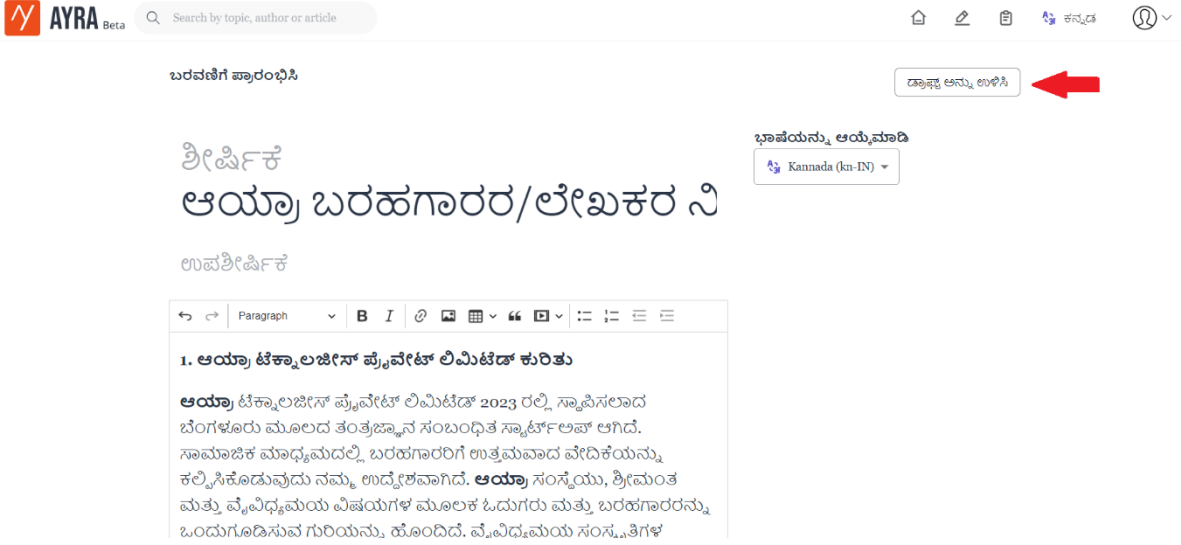 AYRA Beta
Search by topic, author or article
ಕನ್ನಡ
ಬರವಣಿಗೆ ಪ್ರಾರಂಭಿಸಿ
ಡ್ರಾಫ್ಟ್ ಅನ್ನು ಉಳಿಸಿ
ಭಾಷೆಯನ್ನು ಆಯ್ಕೆಮಾಡಿ
Kannada (kn-IN)
ಶೀರ್ಷಿಕೆ
ಆಯ್ರಾ ಬರಹಗಾರರ/ಲೇಖಕರ ನಿ
ಉಪಶೀರ್ಷಿಕೆ
Paragraph
1. ಆಯ್ರಾ ಟೆಕ್ನಾಲಜೀಸ್ ಪ್ರೈವೇಟ್ ಲಿಮಿಟೆಡ್ ಕುರಿತು
ಆಯ್ರಾ ಟೆಕ್ನಾಲಜೀಸ್ ಪ್ರೈವೇಟ್ ಲಿಮಿಟೆಡ್ 2023 ರಲ್ಲಿ ಸ್ಥಾಪಿಸಲಾದ
ಬೆಂಗಳೂರು ಮೂಲದ ತಂತ್ರಜ್ಞಾನ ಸಂಬಂಧಿತ ಸ್ಟಾರ್ಟ್ಅಪ್ ಆಗಿದೆ.
ಸಾಮಾಜಿಕ ಮಾಧ್ಯಮದಲ್ಲಿ ಬರಹಗಾರರಿಗೆ ಉತ್ತಮವಾದ ವೇದಿಕೆಯನ್ನು
ಕಲ್ಪಿಸಿಕೊಡುವುದು ನಮ್ಮ ಉದ್ದೇಶವಾಗಿದೆ. ಆಯ್ರಾ ಸಂಸ್ಥೆಯು, ಶ್ರೀಮಂತ
ಮತ್ತು ವೈವಿಧ್ಯಮಯ ವಿಷಯಗಳ ಮೂಲಕ ಓದುಗರು ಮತ್ತು ಬರಹಗಾರರನ್ನು
ಒಂದುಗೂಡಿಸುವ ಗುರಿಯನ್ನು ಹೊಂದಿದೆ. ವೈವಿಧ್ಯಮಯ ಸಂಸ್ಕೃತಿಗಳ